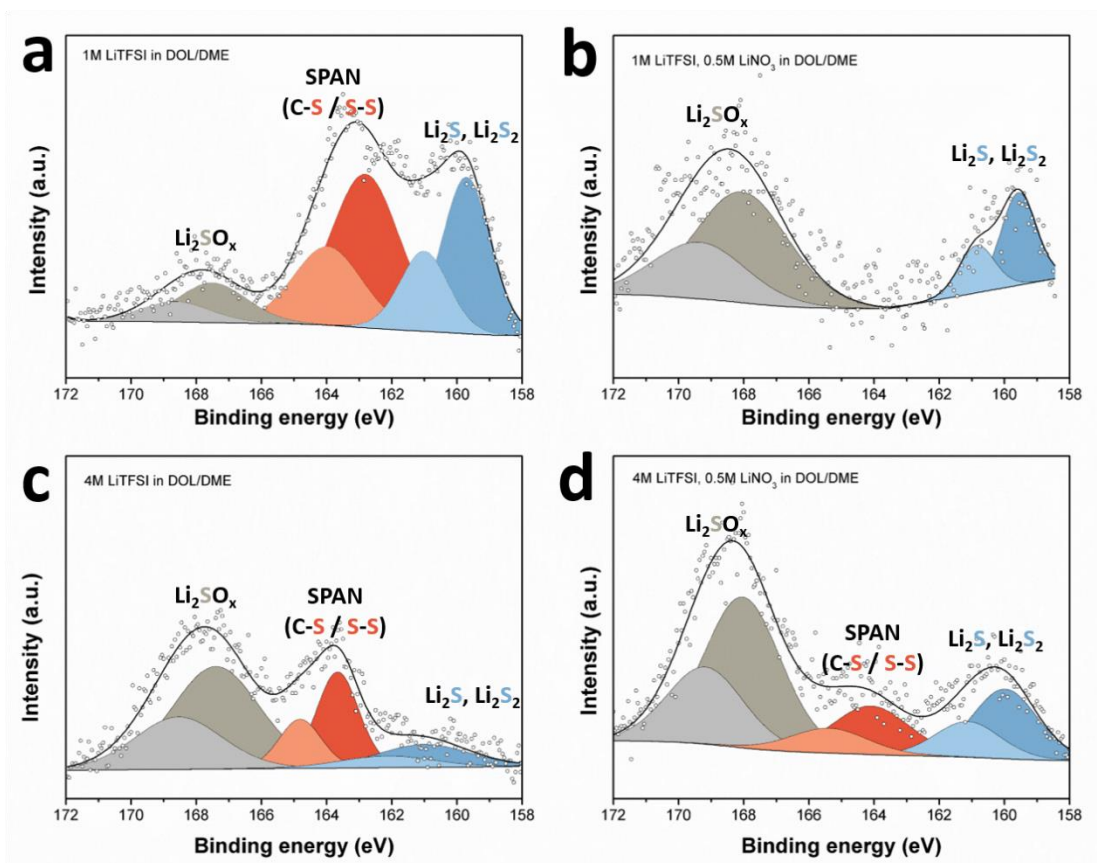 a
1M LiTFSI in DOL/DME
SPAN
(C-S / S-S)
Li₂SOₓ
Li₂S, Li₂S₂
Intensity (a.u.)
172 170 168 166 164 162 160 158
Binding energy (eV)
b
1M LiTFSI, 0.5M LiNO₃ in DOL/DME
Li₂SOₓ
Li₂S, Li₂S₂
Intensity (a.u.)
172 170 168 166 164 162 160 158
Binding energy (eV)
c
4M LiTFSI in DOL/DME
Li₂SOₓ
SPAN
(C-S / S-S)
Li₂S, Li₂S₂
Intensity (a.u.)
172 170 168 166 164 162 160 158
Binding energy (eV)
d
4M LiTFSI, 0.5M LiNO₃ in DOL/DME
Li₂SOₓ
SPAN
(C-S / S-S)
Li₂S, Li₂S₂
Intensity (a.u.)
172 170 168 166 164 162 160 158
Binding energy (eV)